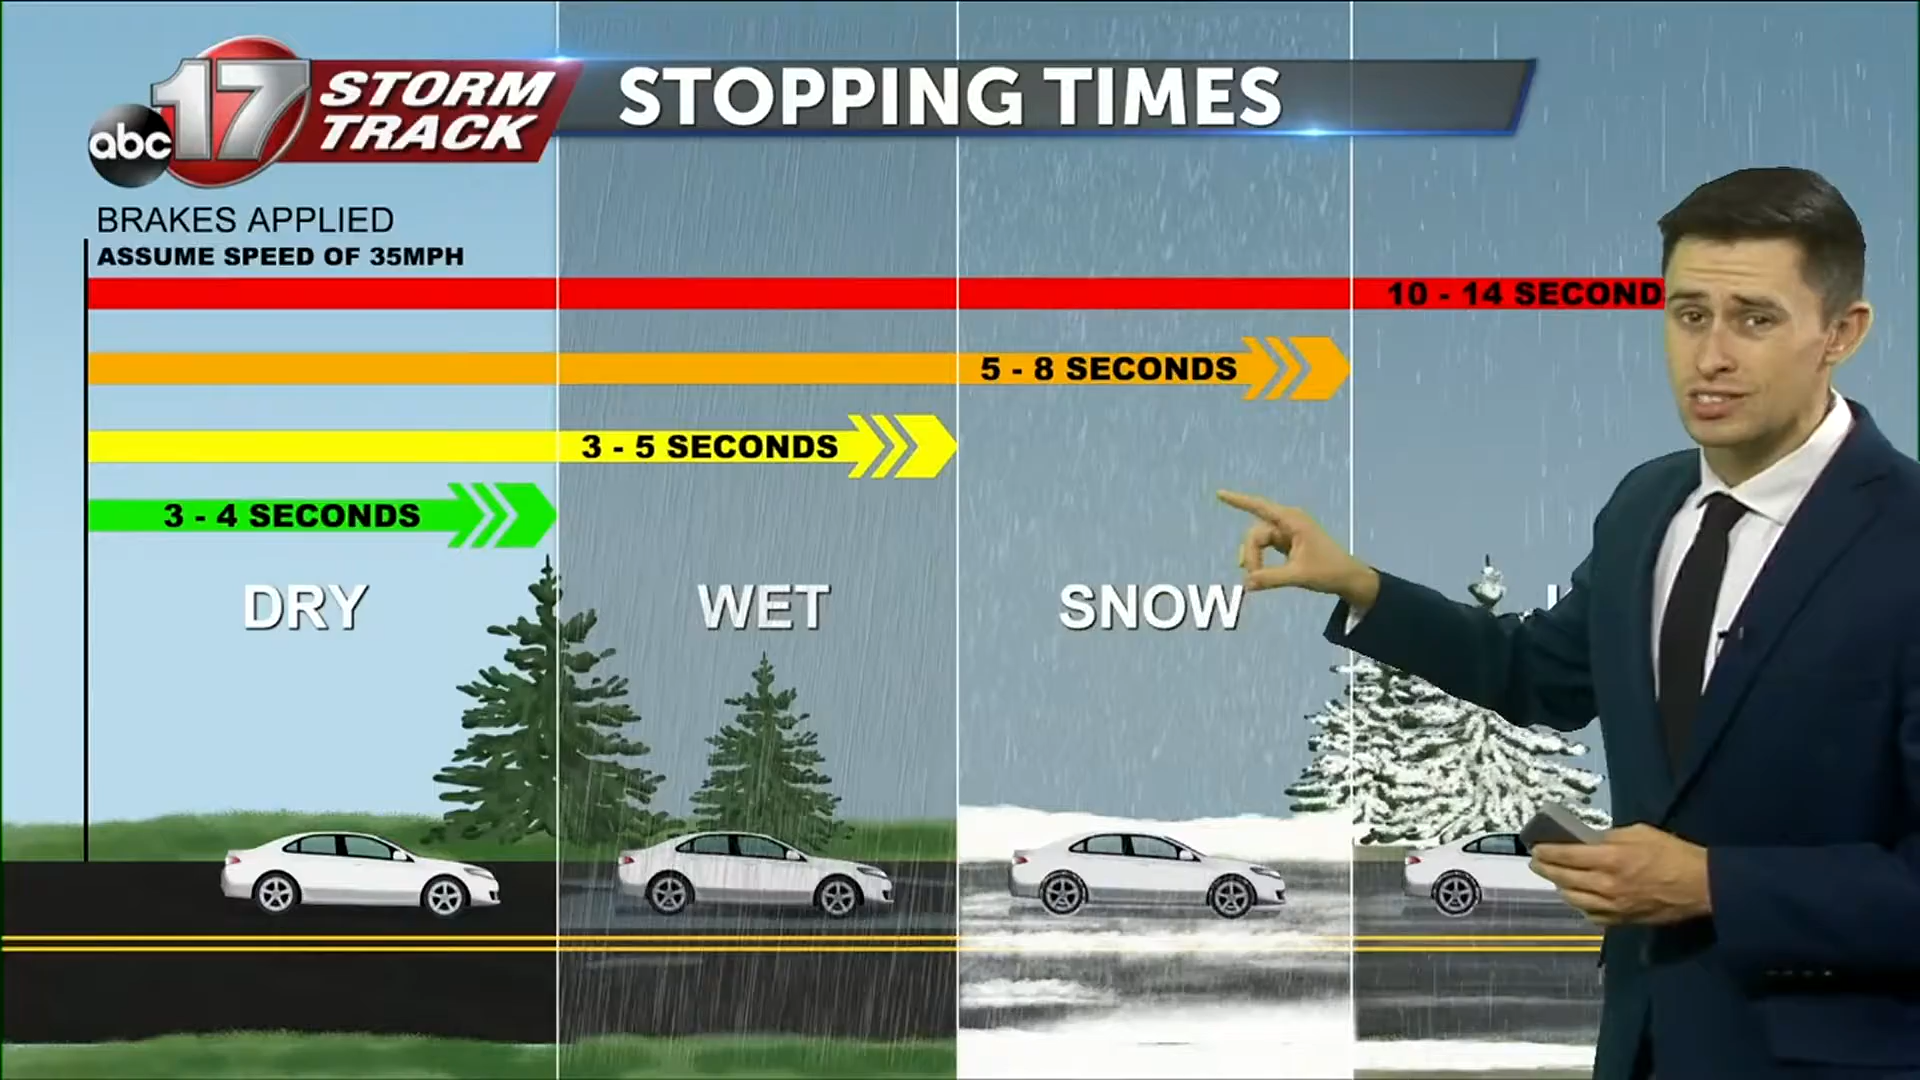 abc 17 STORM TRACK
STOPPING TIMES
BRAKES APPLIED
ASSUME SPEED OF 35MPH
10 - 14 SECOND
5 - 8 SECONDS
3 - 5 SECONDS
3 - 4 SECONDS
DRY WET SNOW